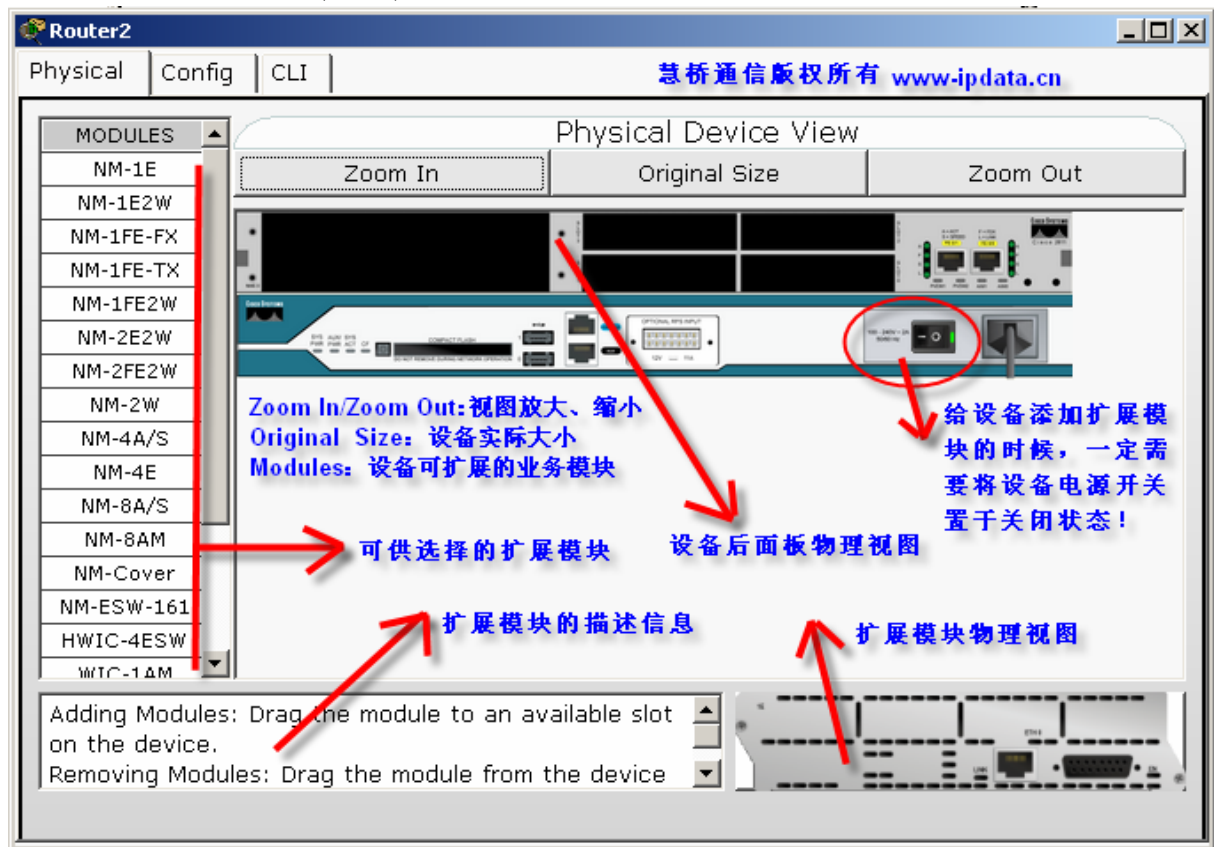 Router2
Physical
Config
CLI
慧桥通信版权所有 www-ipdata.cn
MODULES
NM-1E
NM-1E2W
NM-1FE-FX
NM-1FE-TX
NM-1FE2W
NM-2E2W
NM-2FE2W
NM-2W
NM-4A/S
NM-4E
NM-8A/S
NM-8AM
NM-Cover
NM-ESW-161
HWIC-4ESW
WIC-1AM
Physical Device View
Zoom In
Original Size
Zoom Out
OPTIONAL RPS INPUT
COMPACT FLASH
Zoom In/Zoom Out:视图放大、缩小
Original Size：设备实际大小
Modules：设备可扩展的业务模块
给设备添加扩展模
块的时候，一定需
要将设备电源开关
置于关闭状态！
设备后面板物理视图
可供选择的扩展模块
扩展模块的描述信息
扩展模块物理视图
Adding Modules: Drag the module to an available slot
on the device.
Removing Modules: Drag the module from the device